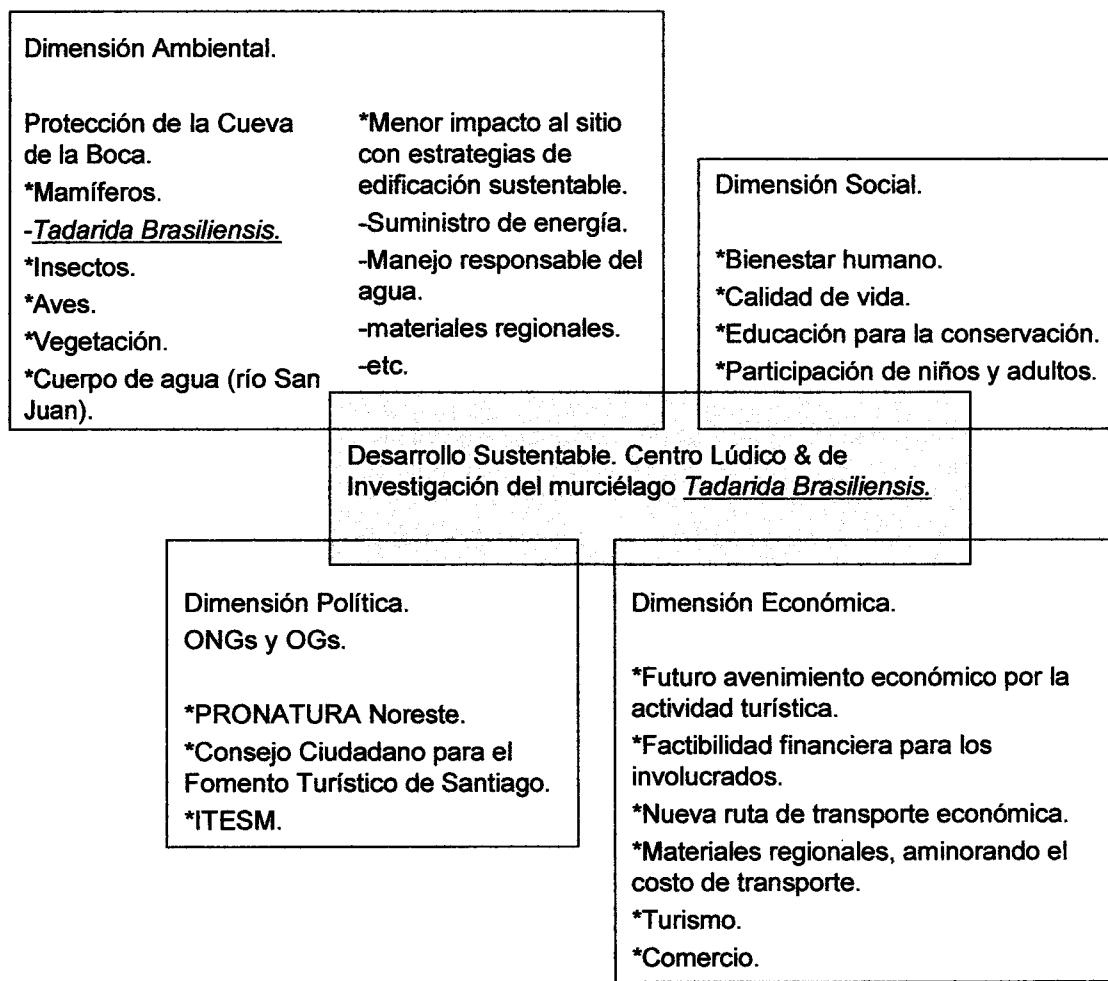 Dimensión Ambiental.
Protección de la Cueva
de la Boca.
*Mamíferos.
-Tadarida Brasiliensis.
*Insectos.
*Aves.
*Vegetación.
*Cuerpo de agua (río San
Juan).
*Menor impacto al sitio
con estrategias de
edificación sustentable.
-Suministro de energía.
-Manejo responsable del
agua.
-materiales regionales.
-etc.
Dimensión Social.
*Bienestar humano.
*Calidad de vida.
*Educación para la conservación.
*Participación de niños y adultos.
Desarrollo Sustentable. Centro Lúdico & de
Investigación del murciélago Tadarida Brasiliensis.
Dimensión Política.
ONGs y OGs.
*PRONATURA Noreste.
*Consejo Ciudadano para el
Fomento Turístico de Santiago.
*ITESM.
Dimensión Económica.
*Futuro avenimiento económico por la
actividad turística.
*Factibilidad financiera para los
involucrados.
*Nueva ruta de transporte económica.
*Materiales regionales, aminorando el
costo de transporte.
*Turismo.
*Comercio.